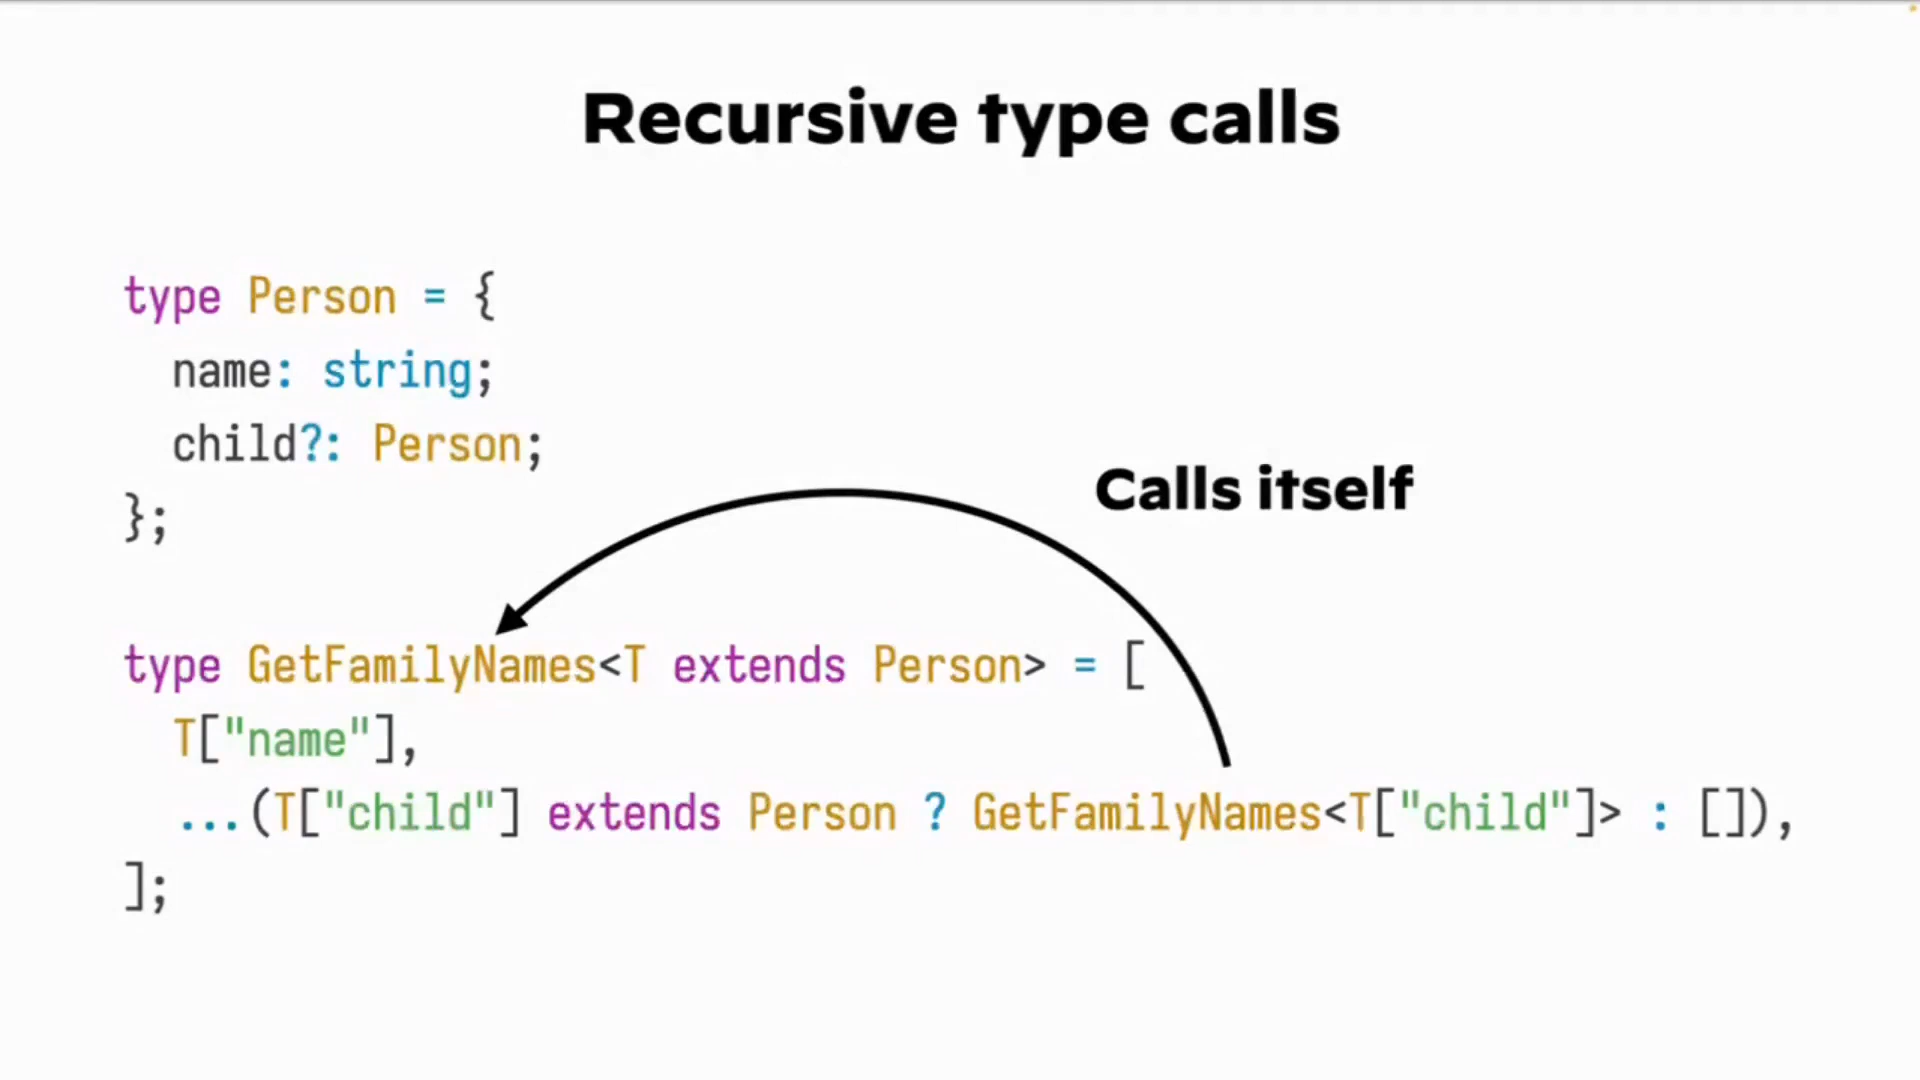 Recursive type calls
type Person = {
name: string;
child?: Person;
};
Calls itself
type GetFamilyNames<T extends Person> = [
T["name"],
...(T["child"] extends Person ? GetFamilyNames<T["child"]> : []),
];